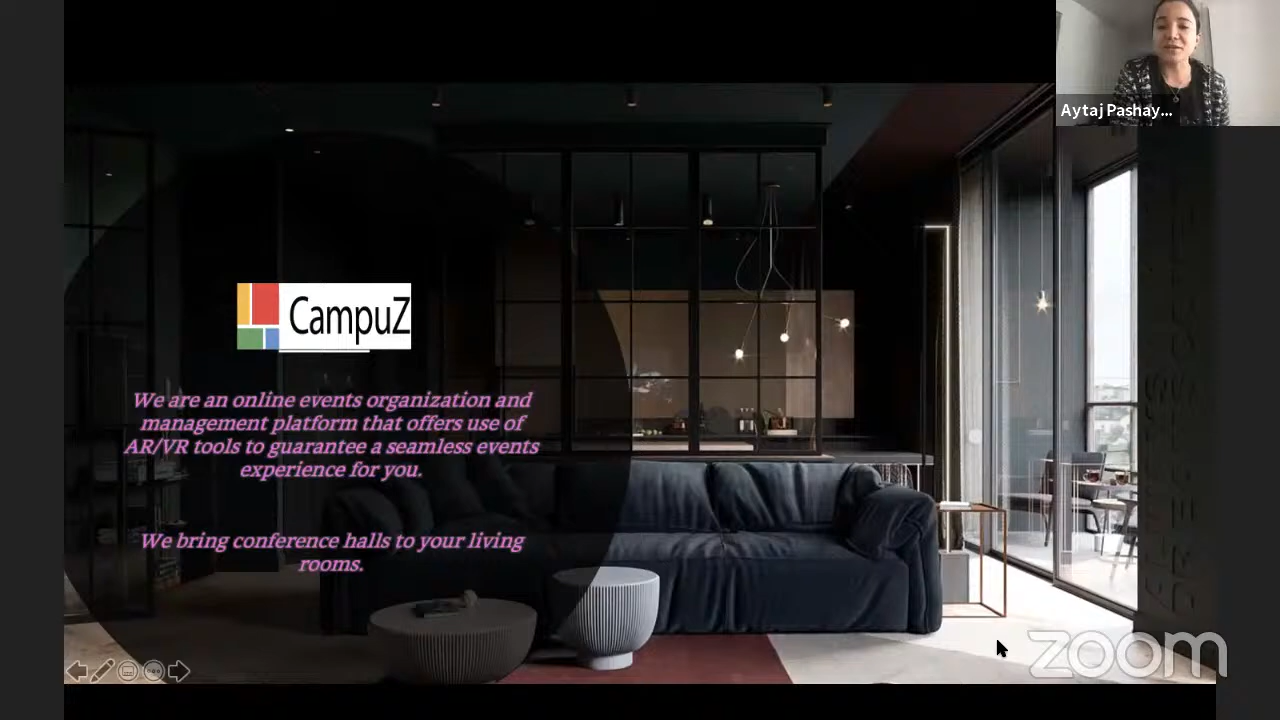 Aytaj Pashay...
CampuZ
We are an online events organization and
management platform that offers use of
AR/VR tools to guarantee a seamless events
experience for you.
We bring conference halls to your living
rooms.
zoom